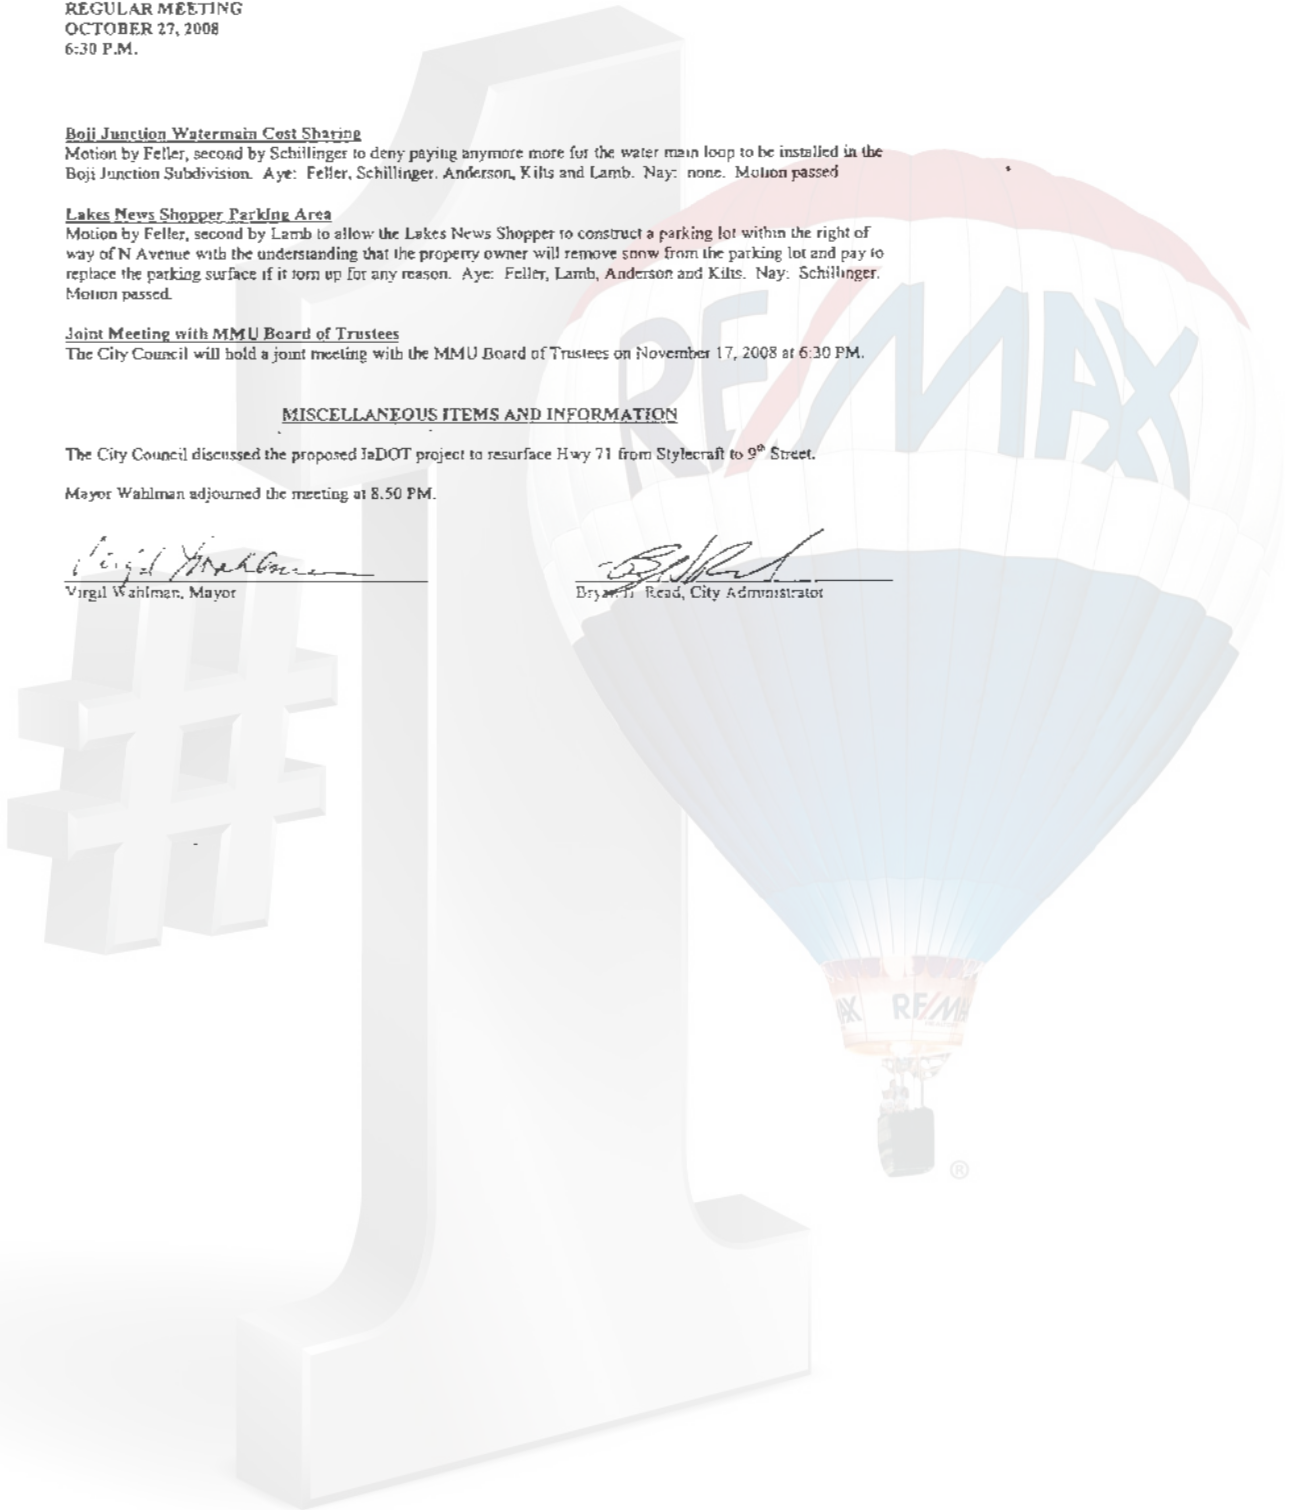 REGULAR MEETING
OCTOBER 27, 2008
6:30 P.M.
Boji Junction Watermain Cost Sharing
Motion by Feller, second by Schillinger to deny paying anymore more for the water main loop to be installed in the
Boji Junction Subdivision. Aye: Feller, Schillinger. Anderson, Kilts and Lamb. Nay: none. Motion passed
Lakes News Shopper Parking Area
Motion by Feller, second by Lamb to allow the Lakes News Shopper to construct a parking lot within the right of
way of N Avenue with the understanding that the property owner will remove snow from the parking lot and pay to
replace the parking surface if it torn up for any reason. Aye: Feller, Lamb, Anderson and Kilts. Nay: Schillinger.
Motion passed.
Joint Meeting with MMU Board of Trustees
The City Council will hold a joint meeting with the MMU Board of Trustees on November 17, 2008 at 6:30 PM.
MISCELLANEOUS ITEMS AND INFORMATION
The City Council discussed the proposed IaDOT project to resurface Hwy 71 from Stylecraft to 9th Street.
Mayor Wahlman adjourned the meeting at 8.50 PM.
Virgil Wahlman
Virgil Wahlman, Mayor
Read, City Administrator
RE/MAX
#1
RE/MAX
®